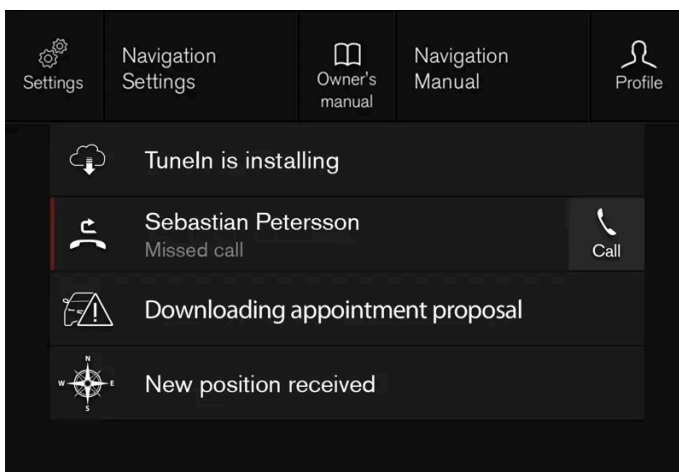 Settings
Navigation
Settings
Owner's
manual
Navigation
Manual
Profile
TuneIn is installing
Sebastian Petersson
Missed call
Call
Downloading appointment proposal
N
W
E
S
New position received